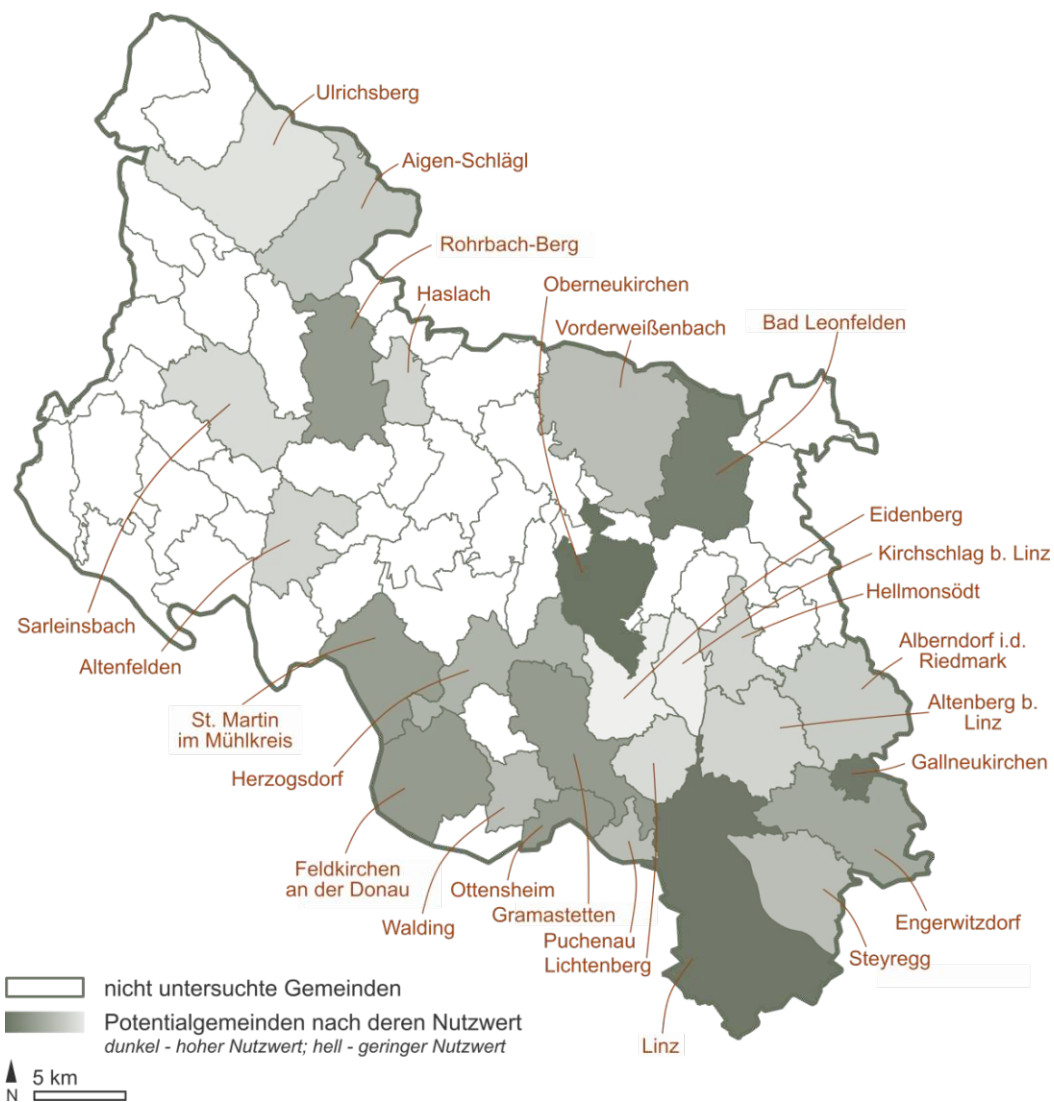 Ulrichsberg
Aigen-Schlägl
Rohrbach-Berg
Oberneukirchen
Haslach
Vorderweißenbach
Bad Leonfelden
Eidenberg
Kirchschlag b. Linz
Hellmonsödt
Sarleinsbach
Altenfelden
Alberndorf i.d.
Riedmark
Altenberg b.
Linz
St. Martin
im Mühlkreis
Herzogsdorf
Gallneukirchen
Feldkirchen
an der Donau
Ottensheim
Walding
Gramastetten
Puchenau
Lichtenberg
Engerwitzdorf
Steyregg
Linz
nicht untersuchte Gemeinden
Potentialgemeinden nach deren Nutzwert
dunkel - hoher Nutzwert; hell - geringer Nutzwert
5 km
N